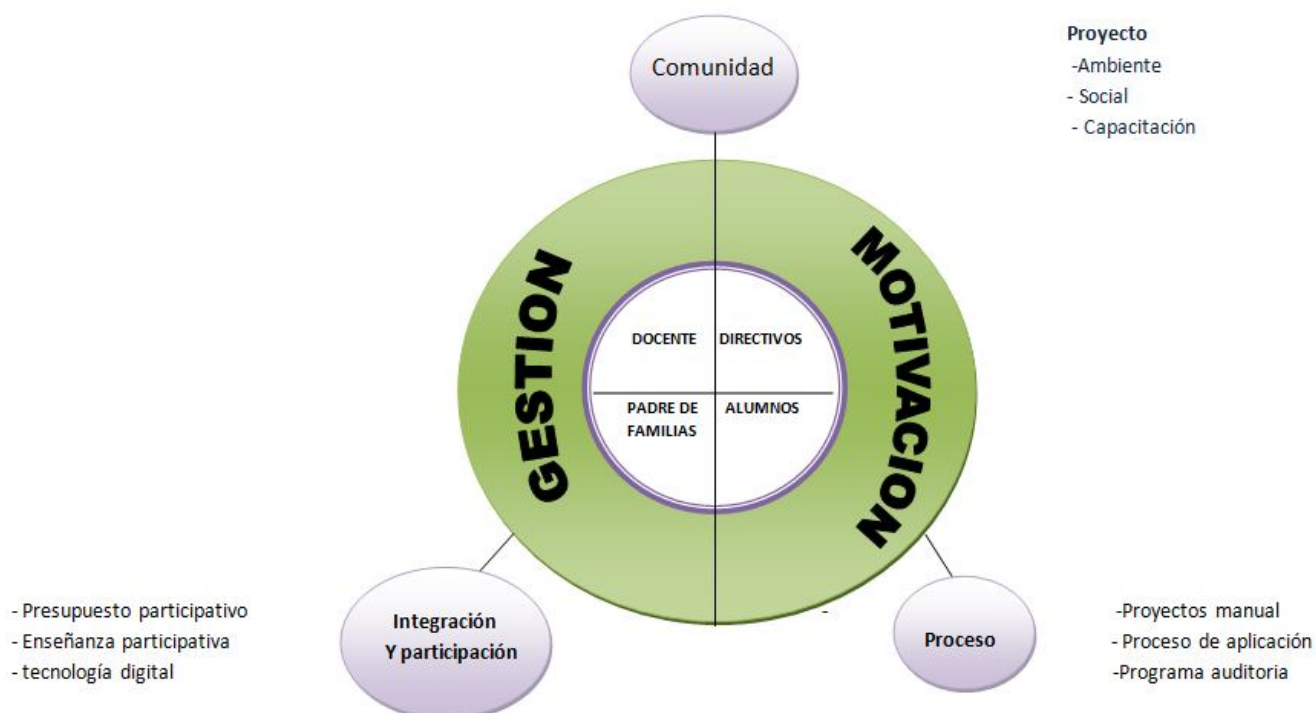 Comunidad
Proyecto
-Ambiente
- Social
- Capacitación
GESTION
MOTIVACION
DOCENTE
DIRECTIVOS
PADRE DE
FAMILIAS
ALUMNOS
- Presupuesto participativo
- Enseñanza participativa
- tecnología digital
Integración
Y participación
-
Proceso
-Proyectos manual
- Proceso de aplicación
-Programa auditoria